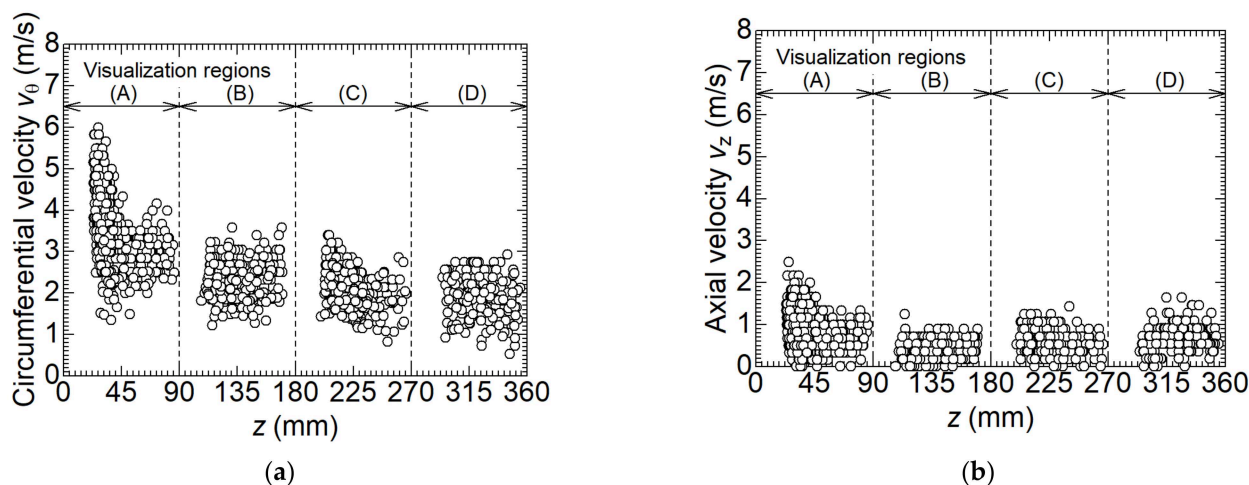 Circumferential velocity vθ (m/s)
8
7
6
5
4
3
2
1
0
Visualization regions
(A) (B) (C) (D)
0 45 90 135 180 225 270 315 360
z (mm)
(a)
Axial velocity vz (m/s)
8
7
6
5
4
3
2
1
0
Visualization regions
(A) (B) (C) (D)
0 45 90 135 180 225 270 315 360
z (mm)
(b)